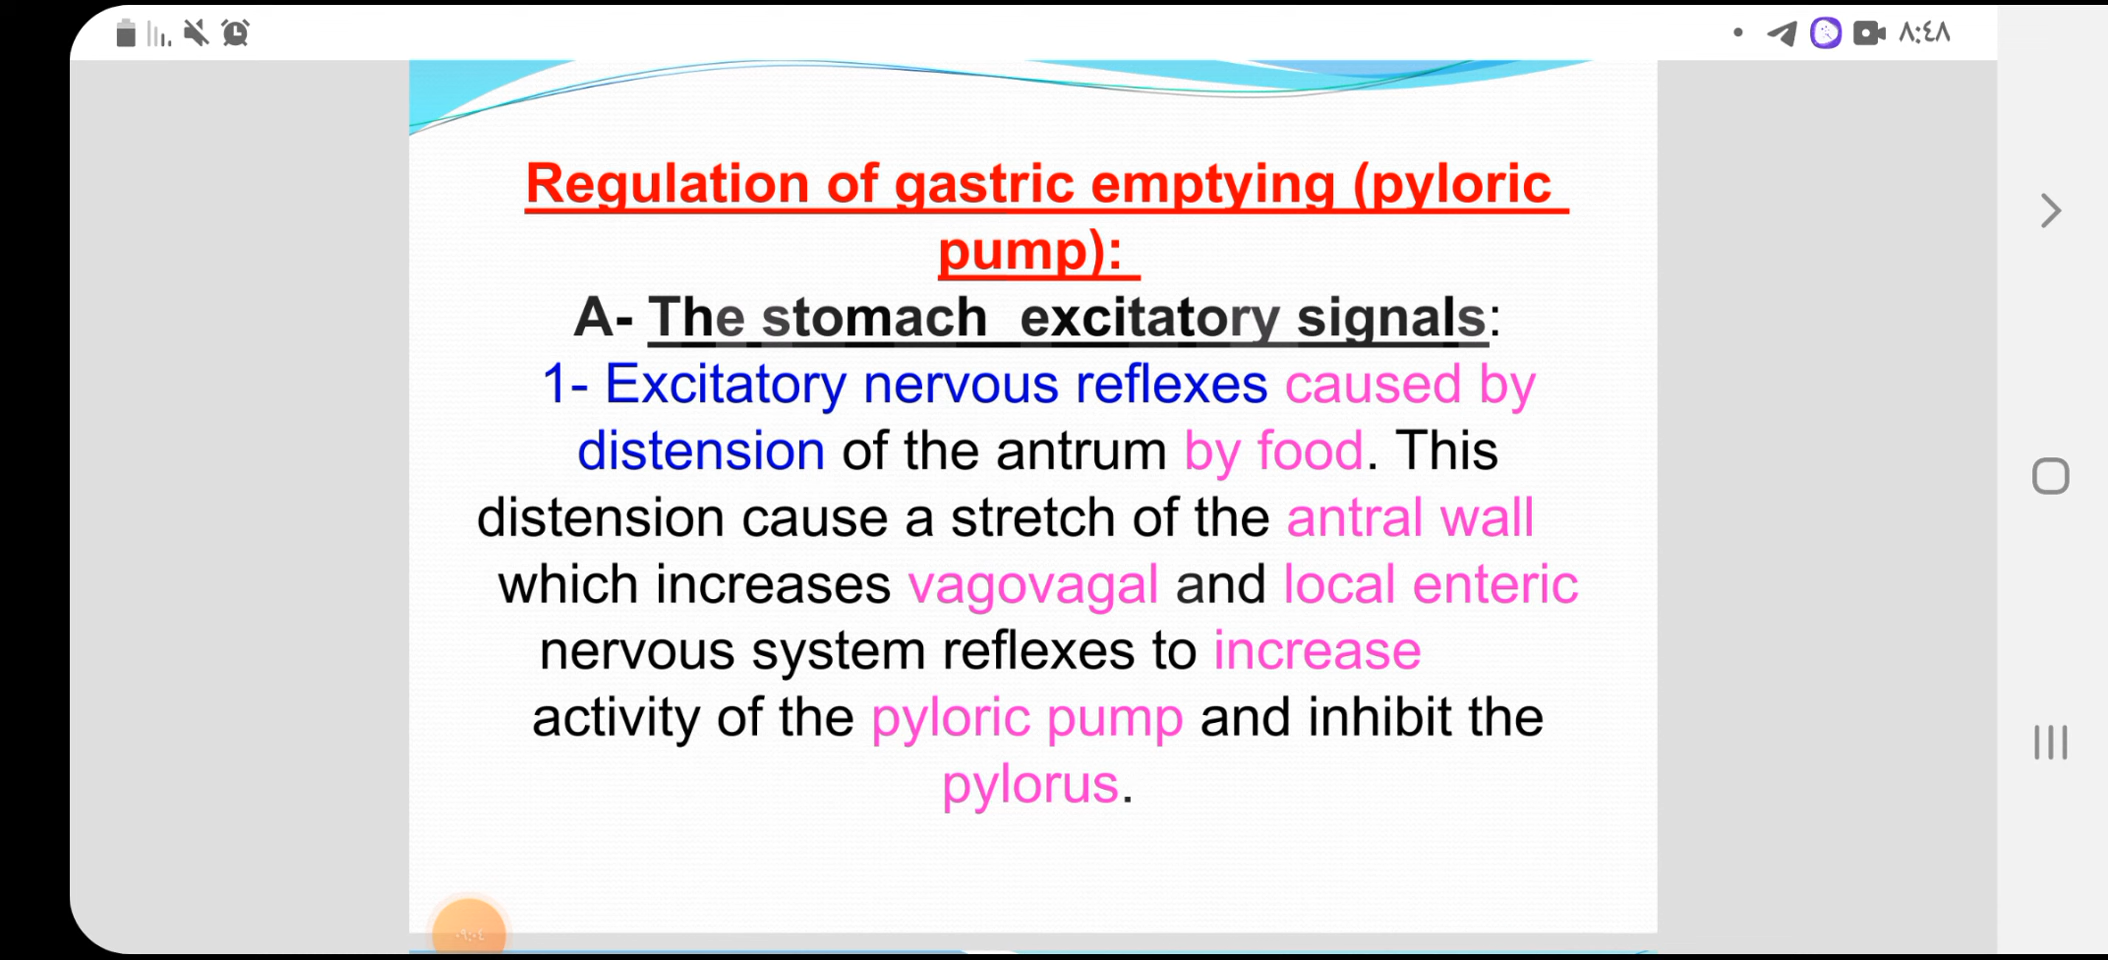 ٨:٤٨
Regulation of gastric emptying (pyloric
pump):
A- The stomach excitatory signals:
1- Excitatory nervous reflexes caused by
distension of the antrum by food. This
distension cause a stretch of the antral wall
which increases vagovagal and local enteric
nervous system reflexes to increase
activity of the pyloric pump and inhibit the
pylorus.